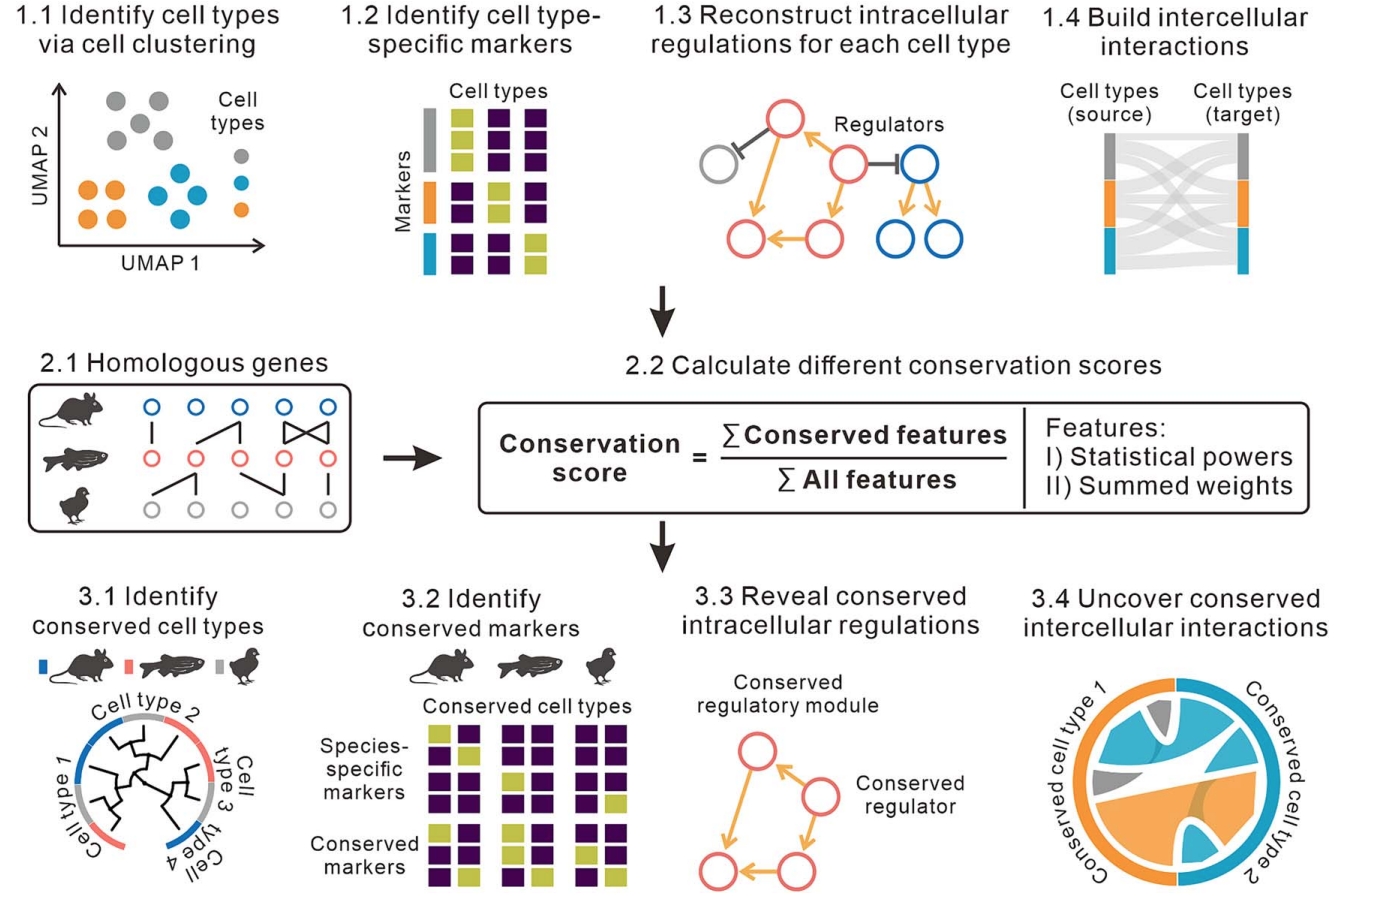 1.1 Identify cell types
via cell clustering
UMAP 2
Cell
types
UMAP 1
1.2 Identify cell type-
specific markers
Cell types
Markers
1.3 Reconstruct intracellular
regulations for each cell type
Regulators
1.4 Build intercellular
interactions
Cell types
(source)
Cell types
(target)
2.1 Homologous genes
2.2 Calculate different conservation scores
Conservation
score
=
∑Conserved features
∑ All features
Features:
I) Statistical powers
II) Summed weights
3.1 Identify
conserved cell types
Cell type 1
Cell type 2
Cell
type 3
Cell
type 4
3.2 Identify
conserved markers
Conserved cell types
Species-
specific
markers
Conserved
markers
3.3 Reveal conserved
intracellular regulations
Conserved
regulatory module
Conserved
regulator
3.4 Uncover conserved
intercellular interactions
Conserved cell type 1
Conserved cell type 2